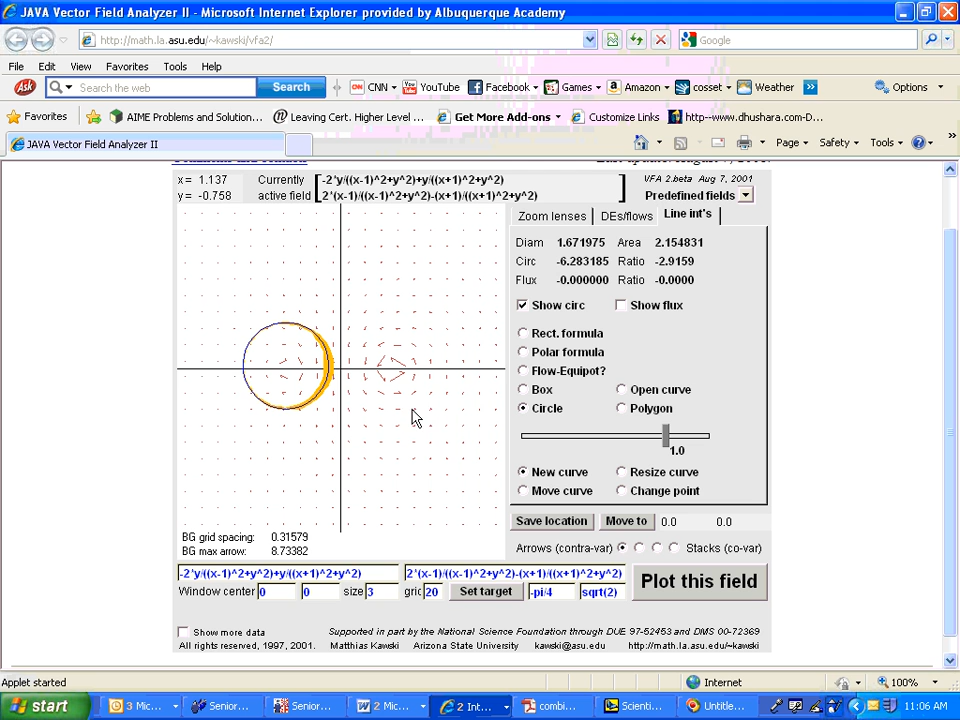 JAVA Vector Field Analyzer II - Microsoft Internet Explorer provided by Albuquerque Academy
http://math.la.asu.edu/~kawski/vfa2/
Google
File Edit View Favorites Tools Help
Ask Search the web Search CNN YouTube Facebook Games Amazon cosset Weather Options
Favorites AIME Problems and Solution... Leaving Cert. Higher Level ... Get More Add-ons Customize Links http--www.dhushara.com-D...
JAVA Vector Field Analyzer II Page Safety Tools
x = 1.137 Currently -2*y/((x-1)^2+y^2)+y/((x+1)^2+y^2) VFA 2.beta Aug 7, 2001
y = -0.758 active field 2*(x-1)/((x-1)^2+y^2)-(x+1)/((x+1)^2+y^2) Predefined fields
Zoom lenses DEs/flows Line int's
Diam 1.671975 Area 2.154831
Circ -6.283185 Ratio -2.9159
Flux -0.000000 Ratio -0.0000
Show circ Show flux
Rect. formula
Polar formula
Flow-Equipot?
Box Open curve
Circle Polygon
1.0
New curve Resize curve
Move curve Change point
Save location Move to 0.0 0.0
BG grid spacing: 0.31579
BG max arrow: 8.73382
Arrows (contra-var) Stacks (co-var)
-2*y/((x-1)^2+y^2)+y/((x+1)^2+y^2) 2*(x-1)/((x-1)^2+y^2)-(x+1)/((x+1)^2+y^2) Plot this field
Window center 0 0 size 3 grid 20 Set target -pi/4 sqrt(2)
Show more data Supported in part by the National Science Foundation through DUE 97-52453 and DMS 00-72369
All rights reserved, 1997, 2001. Matthias Kawski Arizona State University kawski@asu.edu http://math.la.asu.edu/~kawski
Applet started Internet 100%
start 3 Mic... Senior... Senior... 2 Mic... 2 Int... combi... Scienti... Untitle... 11:06 AM